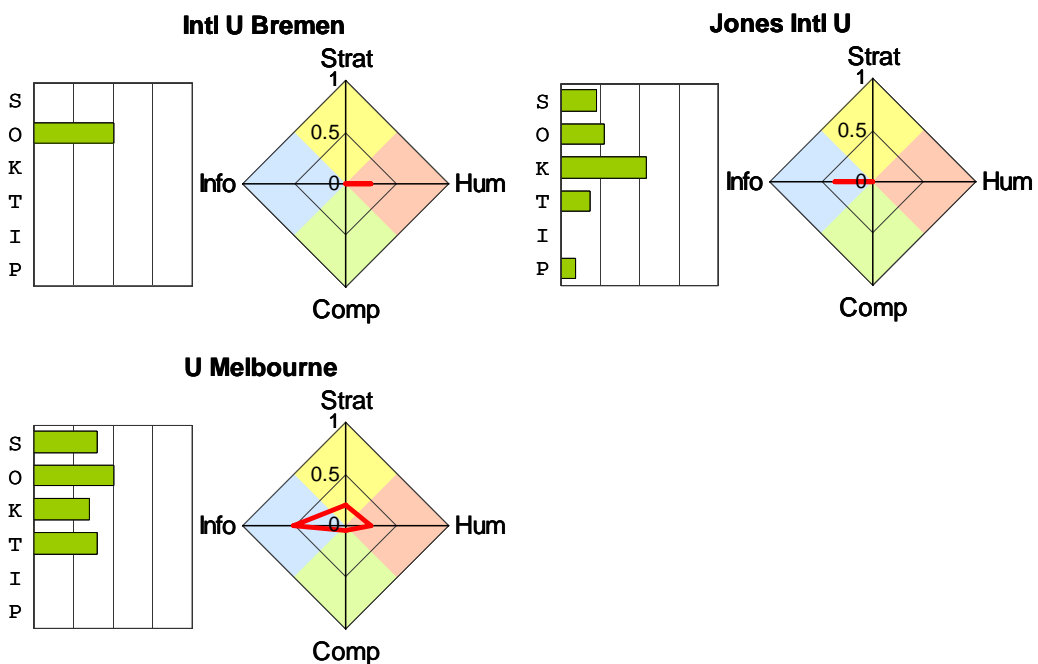 Intl U Bremen
S
O
K
T
I
P
Strat
1
0.5
0
Info
Hum
Comp
Jones Intl U
S
O
K
T
I
P
Strat
1
0.5
0
Info
Hum
Comp
U Melbourne
S
O
K
T
I
P
Strat
1
0.5
0
Info
Hum
Comp